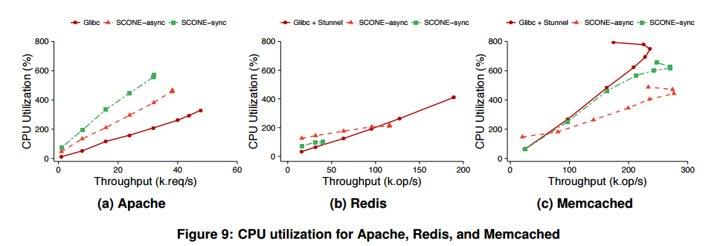 Glibc SCONE-async SCONE-sync
Glibc + Stunnel SCONE-async SCONE-sync
Glibc + Stunnel SCONE-async SCONE-sync
CPU Utilization (%)
800
600
400
200
0
0 20 40 60
Throughput (k.req/s)
(a) Apache
CPU Utilization (%)
800
600
400
200
0
0 50 100 150 200
Throughput (k.op/s)
(b) Redis
CPU Utilization (%)
800
600
400
200
0
0 100 200 300
Throughput (k.op/s)
(c) Memcached
Figure 9: CPU utilization for Apache, Redis, and Memcached